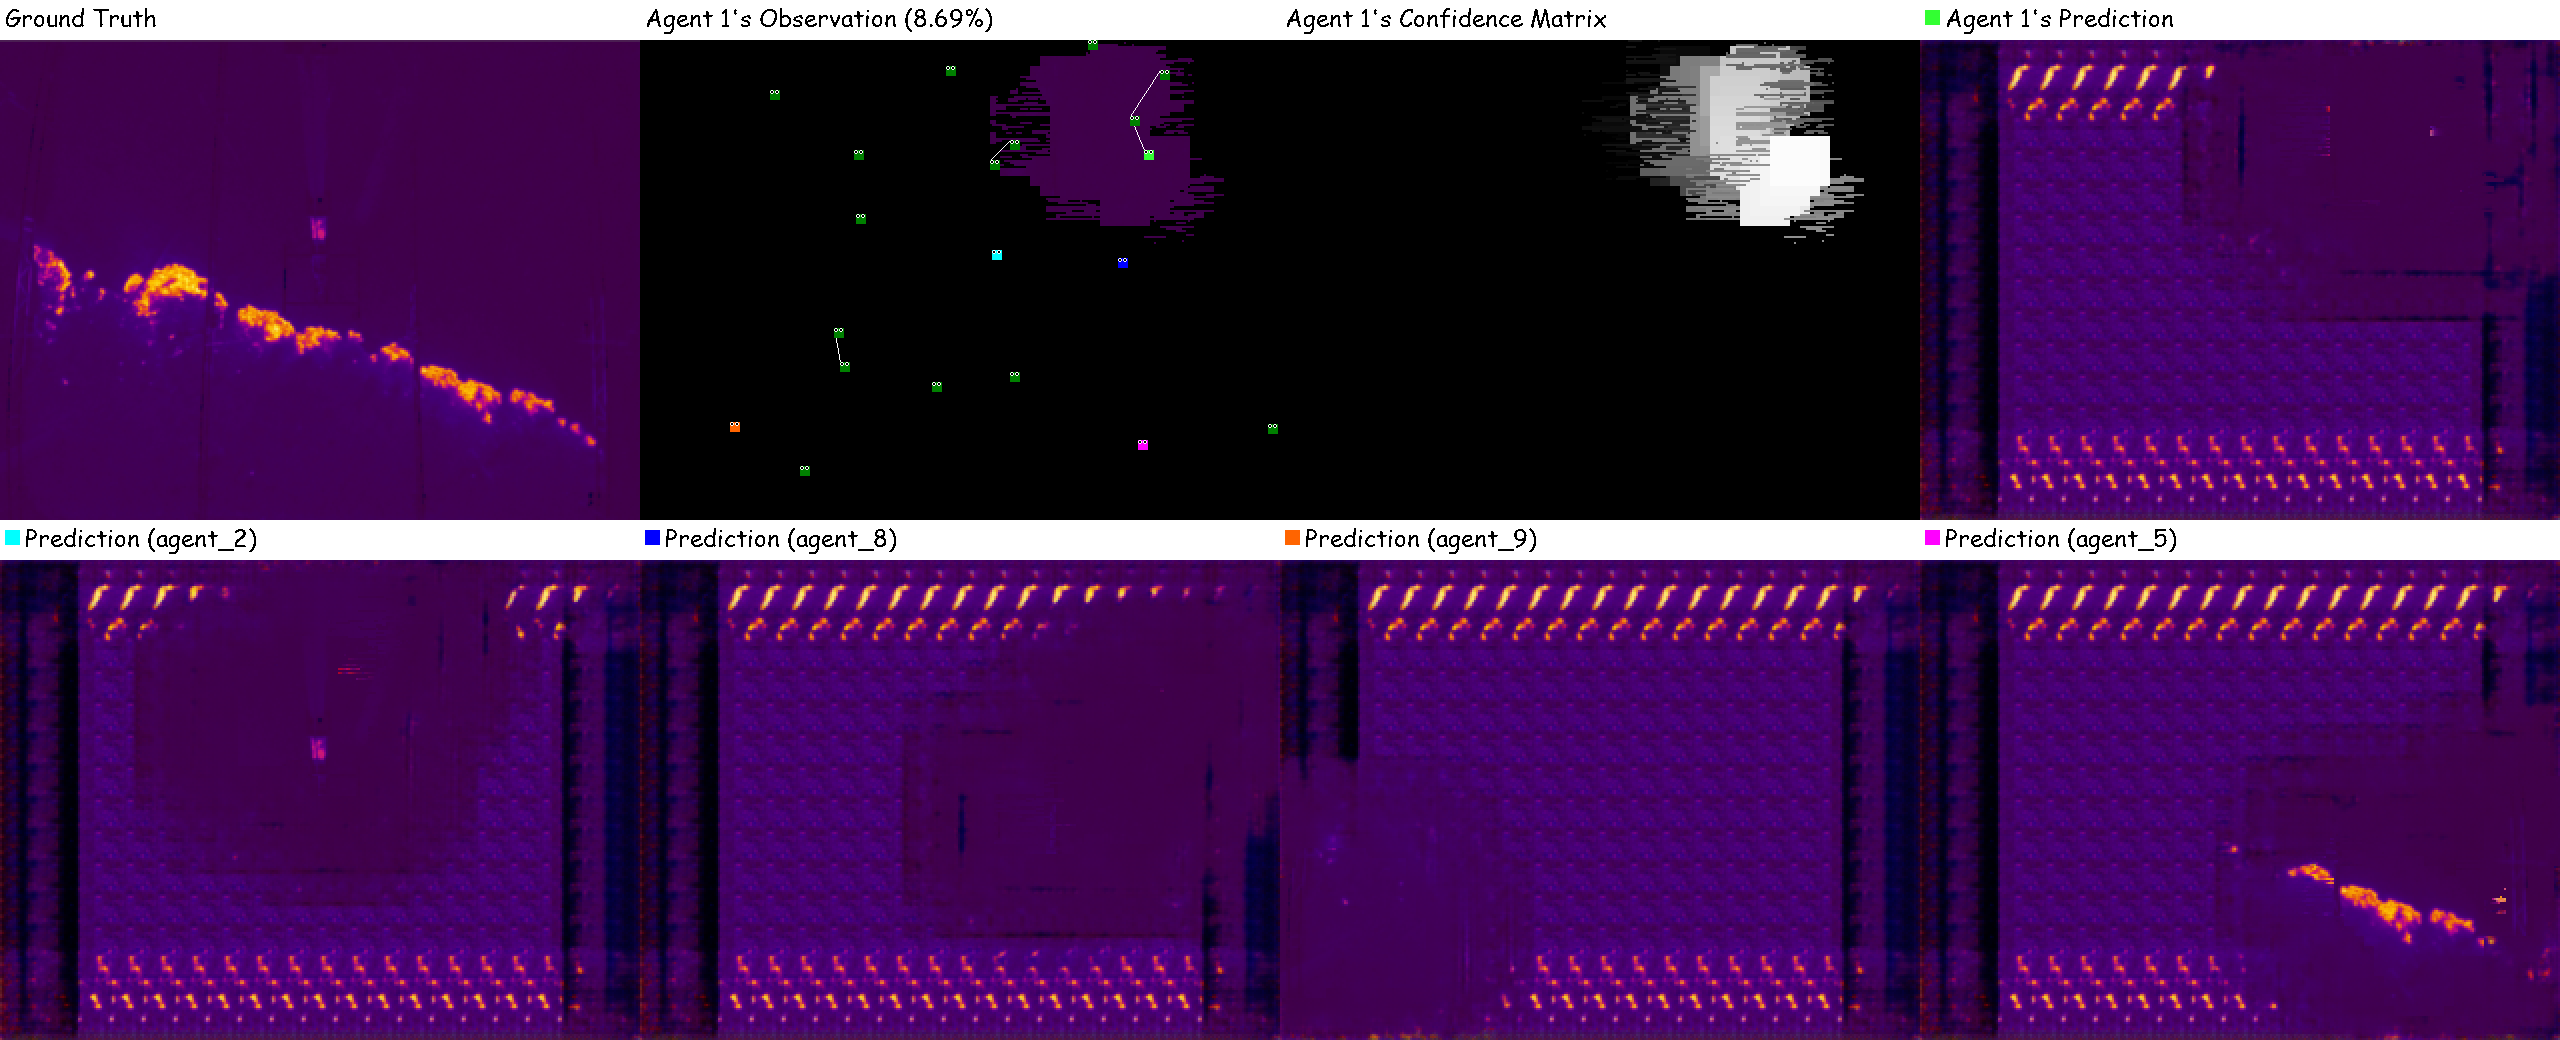 Ground Truth
Agent 1's Observation (8.69%)
Agent 1's Confidence Matrix
Agent 1's Prediction
Prediction (agent_2)
Prediction (agent_8)
Prediction (agent_9)
Prediction (agent_5)